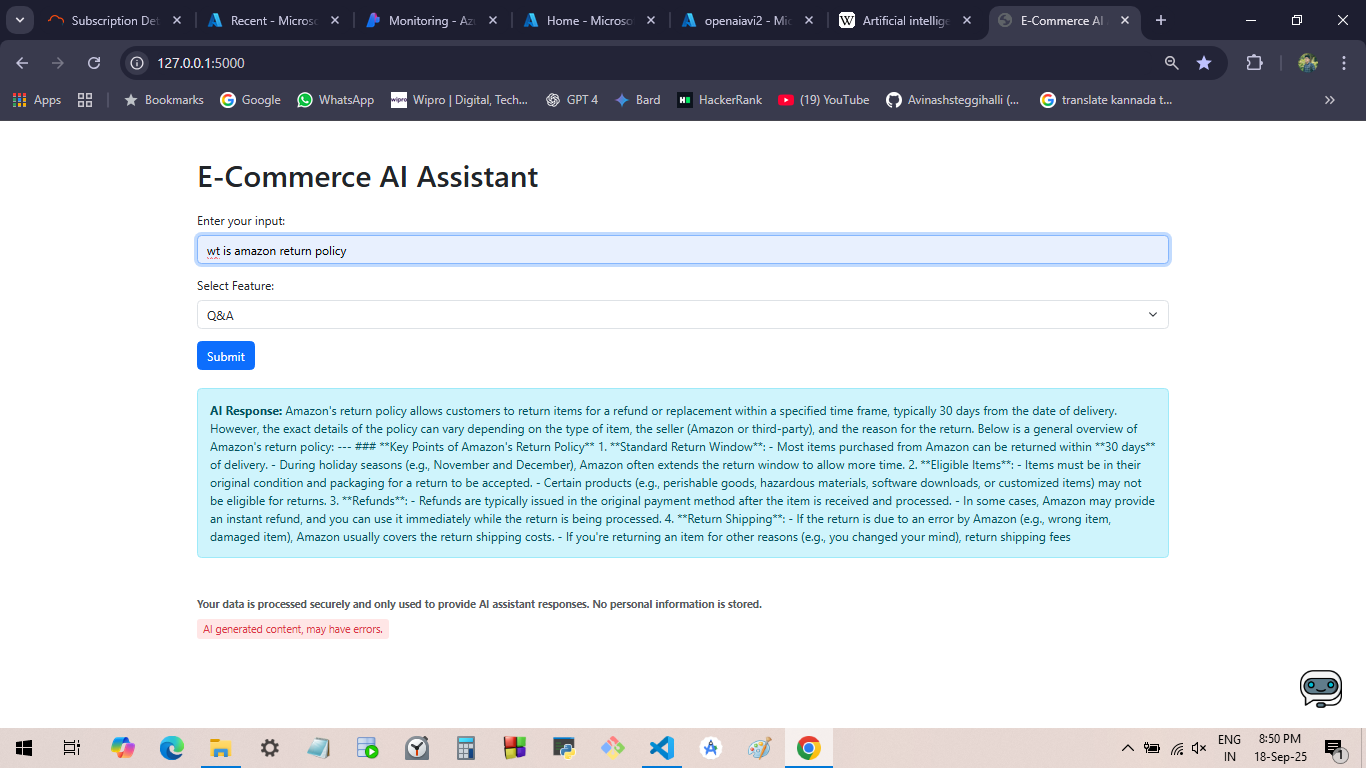 Subscription Det
Recent - Microso
Monitoring - Azu
Home - Microso
openaiavi2 - Mic
Artificial intellige
E-Commerce AI
127.0.0.1:5000
Apps
Bookmarks
Google
WhatsApp
wipro
Wipro | Digital, Tech...
GPT 4
Bard
HackerRank
(19) YouTube
Avinashsteggihalli (...
translate kannada t...
E-Commerce AI Assistant
Enter your input:
wt is amazon return policy
Select Feature:
Q&A
Submit
AI Response: Amazon's return policy allows customers to return items for a refund or replacement within a specified time frame, typically 30 days from the date of delivery.
However, the exact details of the policy can vary depending on the type of item, the seller (Amazon or third-party), and the reason for the return. Below is a general overview of
Amazon's return policy: --- ### **Key Points of Amazon's Return Policy** 1. **Standard Return Window**: - Most items purchased from Amazon can be returned within **30 days**
of delivery. - During holiday seasons (e.g., November and December), Amazon often extends the return window to allow more time. 2. **Eligible Items**: - Items must be in their
original condition and packaging for a return to be accepted. - Certain products (e.g., perishable goods, hazardous materials, software downloads, or customized items) may not
be eligible for returns. 3. **Refunds**: - Refunds are typically issued in the original payment method after the item is received and processed. - In some cases, Amazon may provide
an instant refund, and you can use it immediately while the return is being processed. 4. **Return Shipping**: - If the return is due to an error by Amazon (e.g., wrong item,
damaged item), Amazon usually covers the return shipping costs. - If you're returning an item for other reasons (e.g., you changed your mind), return shipping fees
Your data is processed securely and only used to provide AI assistant responses. No personal information is stored.
AI generated content, may have errors.
ENG
IN
8:50 PM
18-Sep-25
1